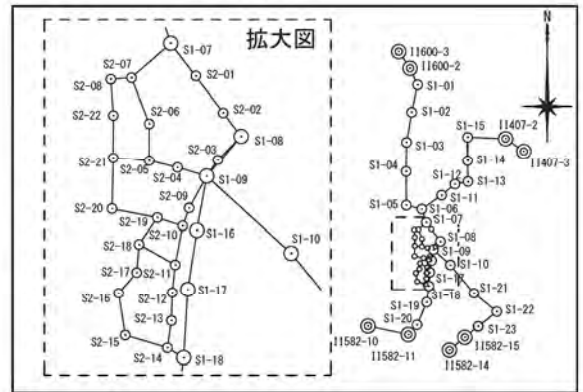 拡大図
S1-07
S2-07
S2-08
S2-01
S2-22
S2-06
S2-02
S1-08
S2-21
S2-05
S2-03
S2-04
S1-09
S2-20
S2-09
S2-19
S2-10
S1-16
S2-18
S1-10
S2-17
S2-11
S2-16
S2-12
S1-17
S2-13
S2-15
S2-14
S1-18
N
II600-3
II600-2
S1-01
S1-02
S1-15
II407-2
S1-03
S1-14
II407-3
S1-04
S1-12
S1-13
S1-11
S1-05
S1-06
S1-07
S1-08
S1-09
S1-10
S1-17
S1-18
S1-21
S1-19
S1-22
S1-20
S1-23
II582-10
II582-11
II582-15
II582-14